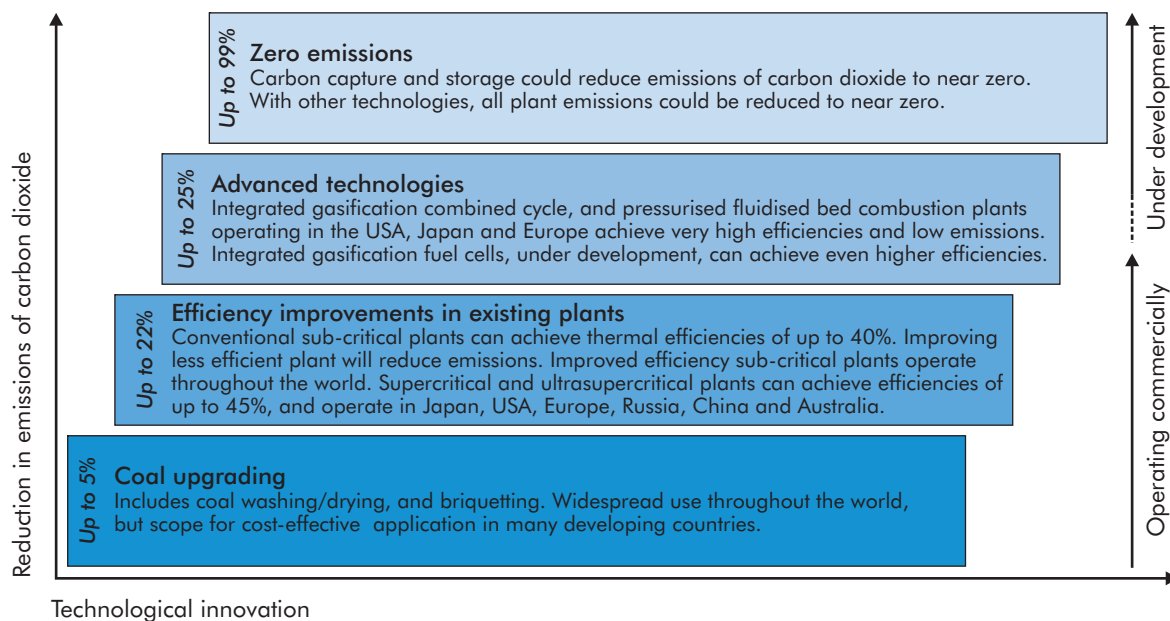 Zero emissions
Up to 99%
Carbon capture and storage could reduce emissions of carbon dioxide to near zero.
With other technologies, all plant emissions could be reduced to near zero.
Advanced technologies
Up to 25%
Integrated gasification combined cycle, and pressurised fluidised bed combustion plants
operating in the USA, Japan and Europe achieve very high efficiencies and low emissions.
Integrated gasification fuel cells, under development, can achieve even higher efficiencies.
Efficiency improvements in existing plants
Up to 22%
Conventional sub-critical plants can achieve thermal efficiencies of up to 40%. Improving
less efficient plant will reduce emissions. Improved efficiency sub-critical plants operate
throughout the world. Supercritical and ultrasupercritical plants can achieve efficiencies of
up to 45%, and operate in Japan, USA, Europe, Russia, China and Australia.
Coal upgrading
Up to 5%
Includes coal washing/drying, and briquetting. Widespread use throughout the world,
but scope for cost-effective application in many developing countries.
Reduction in emissions of carbon dioxide
Technological innovation
Under development
Operating commercially